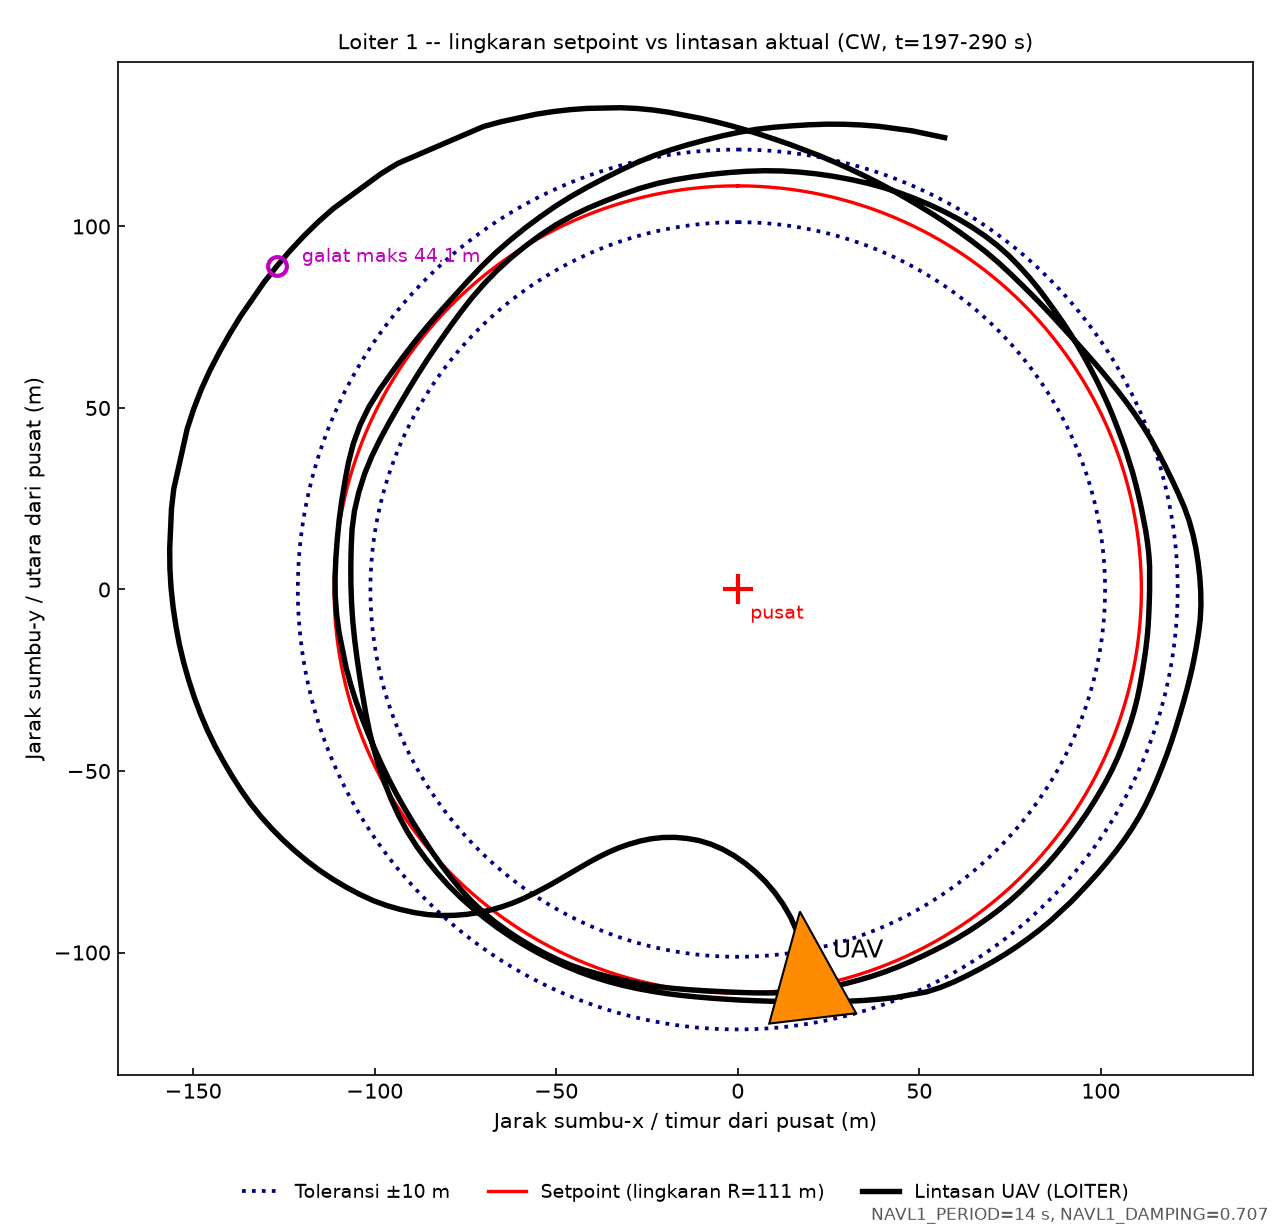 Loiter 1 -- lingkaran setpoint vs lintasan aktual (CW, t=197-290 s)
Jarak sumbu-y / utara dari pusat (m)
100
50
0
−50
−100
galat maks 44.1 m
pusat
UAV
−150
−100
−50
0
50
100
Jarak sumbu-x / timur dari pusat (m)
Toleransi ±10 m
Setpoint (lingkaran R=111 m)
Lintasan UAV (LOITER)
NAVL1_PERIOD=14 s, NAVL1_DAMPING=0.707